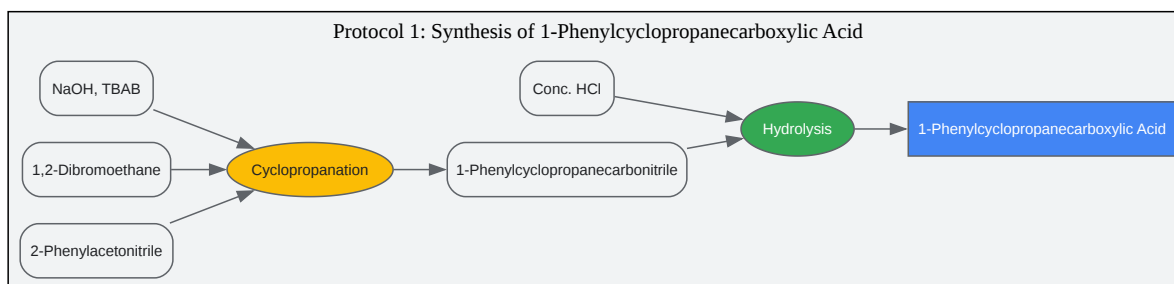 Protocol 1: Synthesis of 1-Phenylcyclopropanecarboxylic Acid
NaOH, TBAB
1,2-Dibromoethane
2-Phenylacetonitrile
Cyclopropanation
Conc. HCl
1-Phenylcyclopropanecarbonitrile
Hydrolysis
1-Phenylcyclopropanecarboxylic Acid